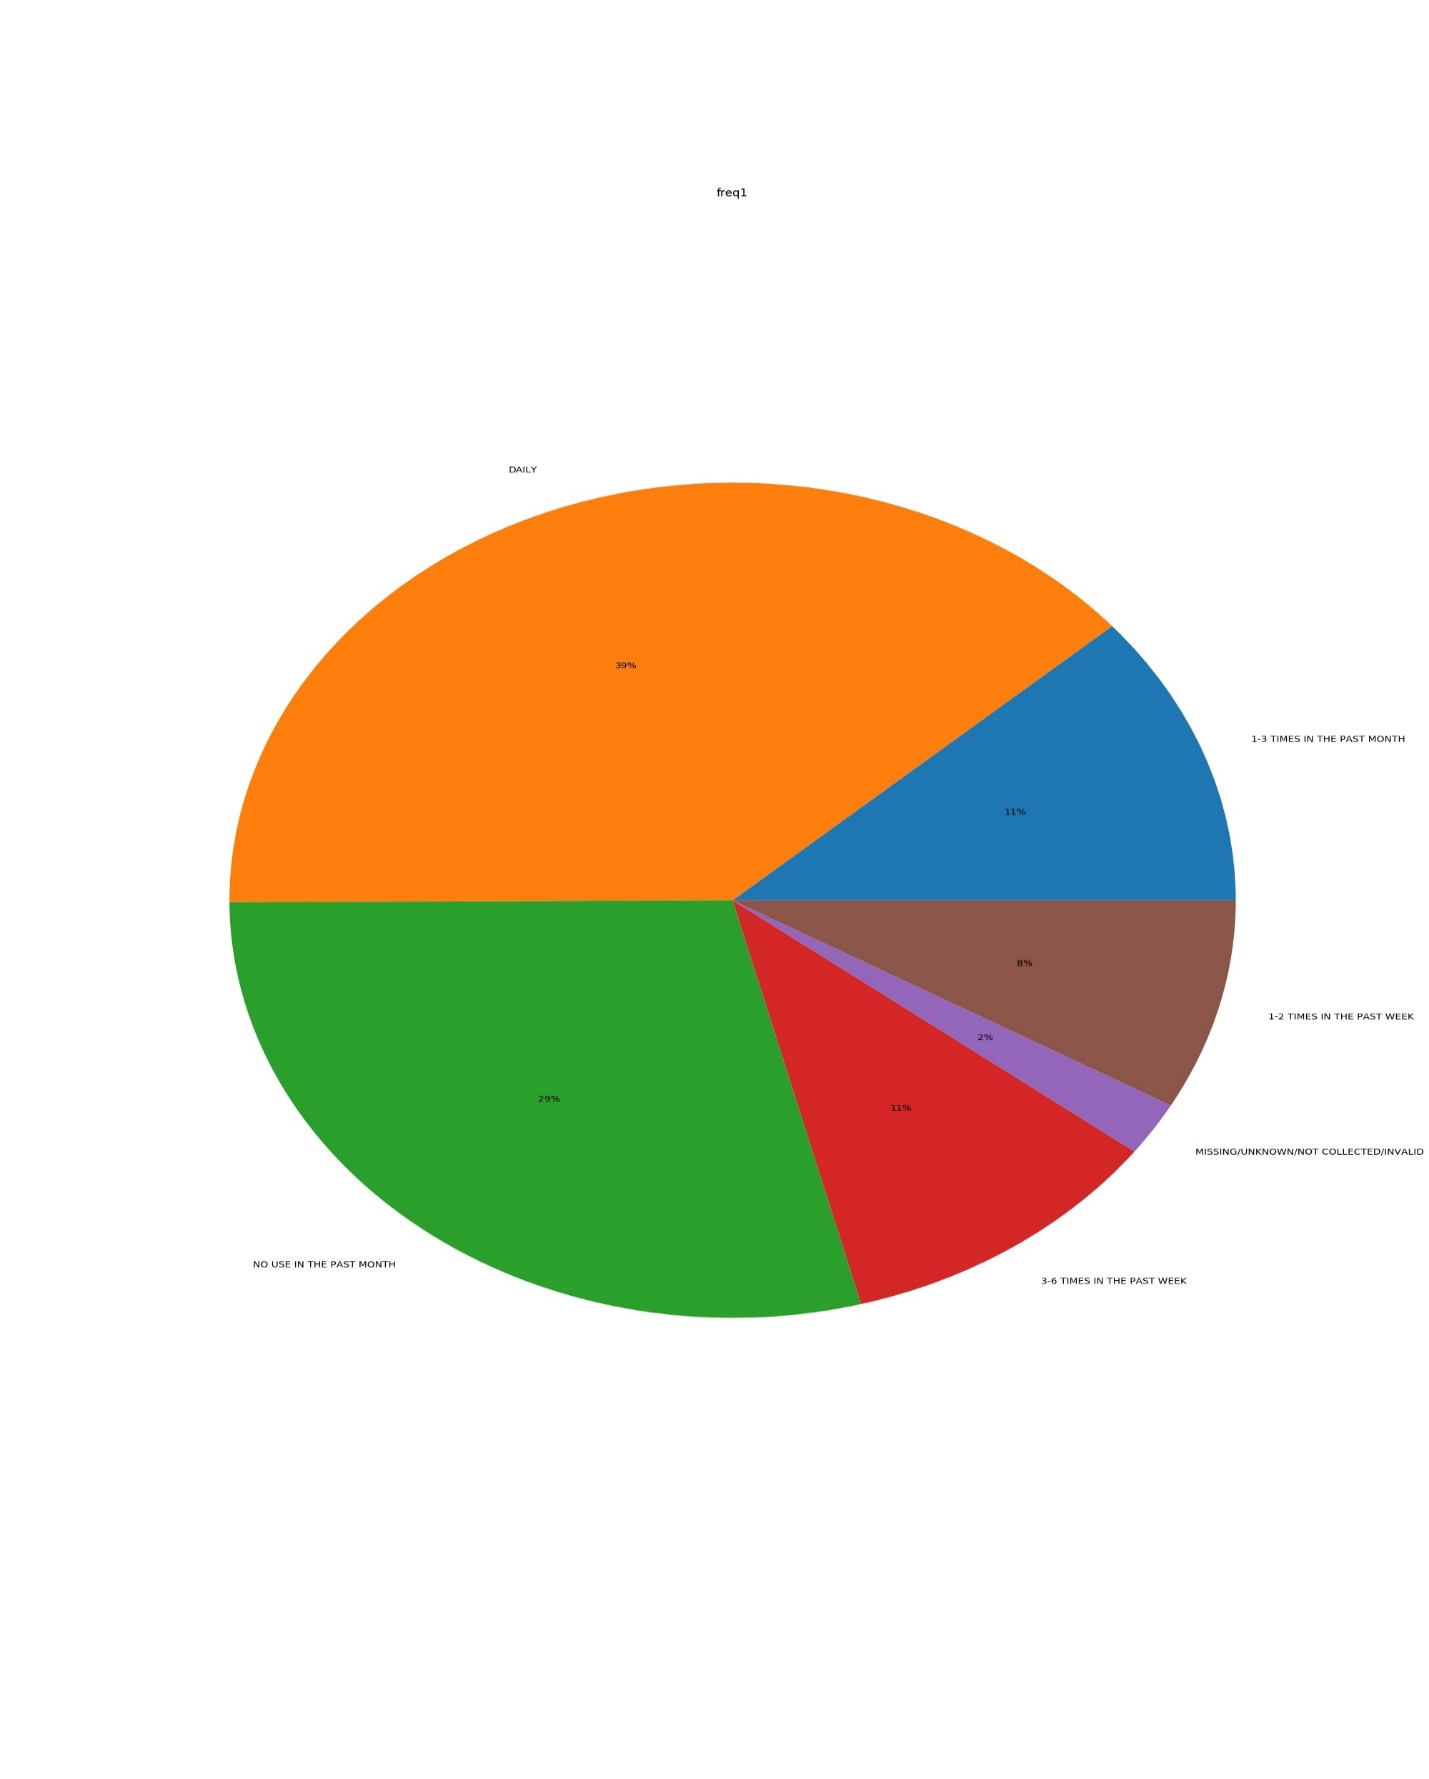 freq1
DAILY
39%
1-3 TIMES IN THE PAST MONTH
11%
8%
1-2 TIMES IN THE PAST WEEK
2%
29%
11%
MISSING/UNKNOWN/NOT COLLECTED/INVALID
NO USE IN THE PAST MONTH
3-6 TIMES IN THE PAST WEEK